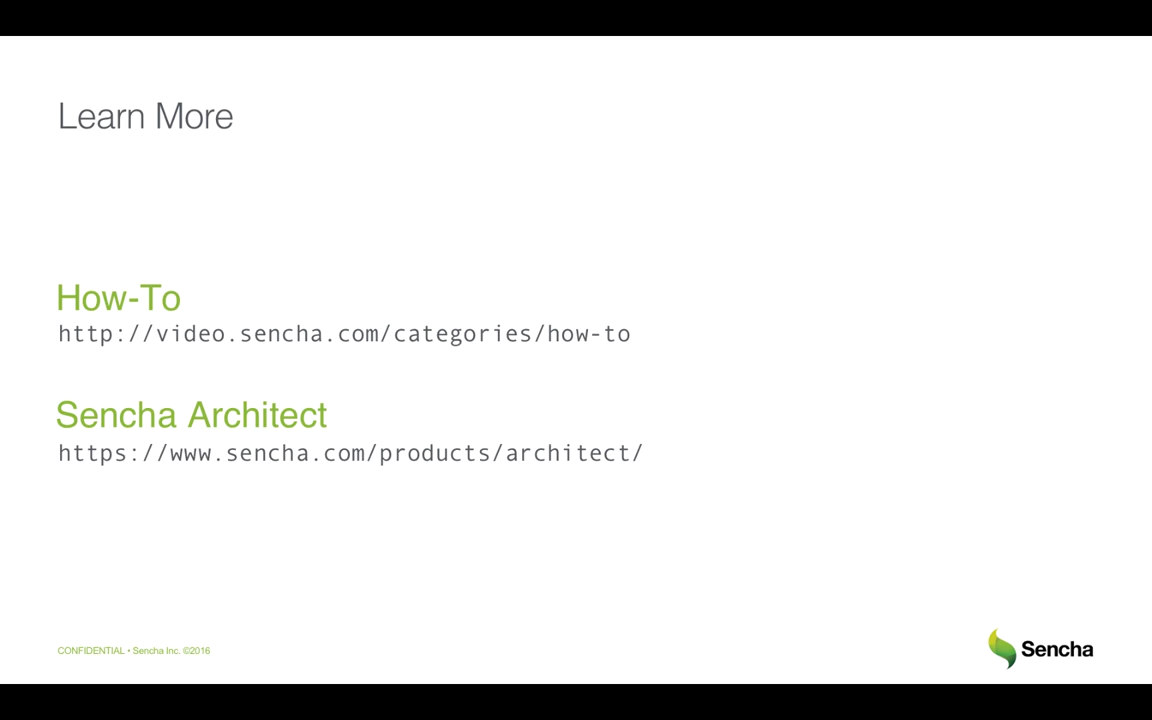 Learn More
How-To
http://video.sencha.com/categories/how-to
Sencha Architect
https://www.sencha.com/products/architect/
CONFIDENTIAL • Sencha Inc. ©2016
Sencha